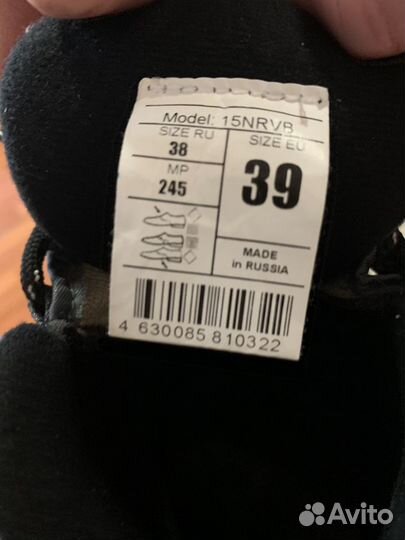 Model: 15NRVB
SIZE RU
38
MP
245
SIZE EU
39
MADE
in RUSSIA
4 630085 810322
Avito